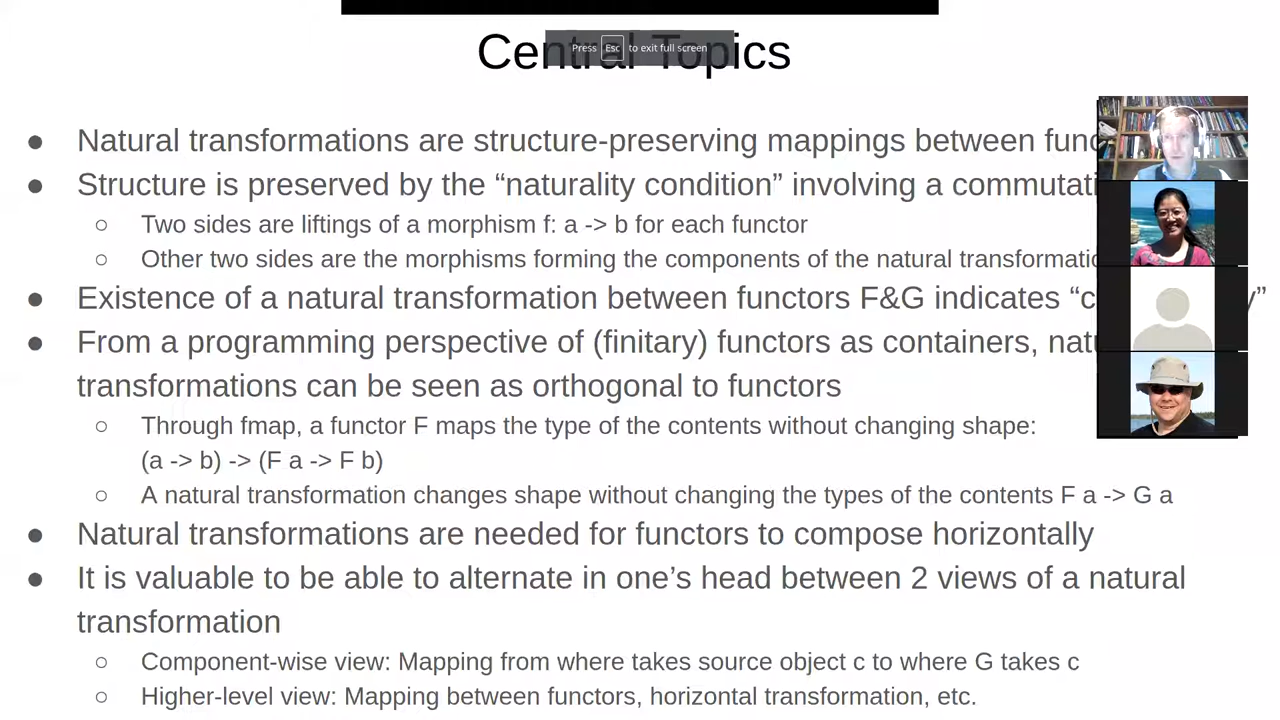 Central Topics
Press Esc to exit full screen
● Natural transformations are structure-preserving mappings between
● Structure is preserved by the “naturality condition” involving a
○ Two sides are liftings of a morphism f: a -> b for each functor
○ Other two sides are the morphisms forming the components of the natural
● Existence of a natural transformation between functors F&G indicates
● From a programming perspective of (finitary) functors as containers,
transformations can be seen as orthogonal to functors
○ Through fmap, a functor F maps the type of the contents without changing shape:
(a -> b) -> (F a -> F b)
○ A natural transformation changes shape without changing the types of the contents F a -> G a
● Natural transformations are needed for functors to compose horizontally
● It is valuable to be able to alternate in one’s head between 2 views of a natural
transformation
○ Component-wise view: Mapping from where takes source object c to where G takes c
○ Higher-level view: Mapping between functors, horizontal transformation, etc.